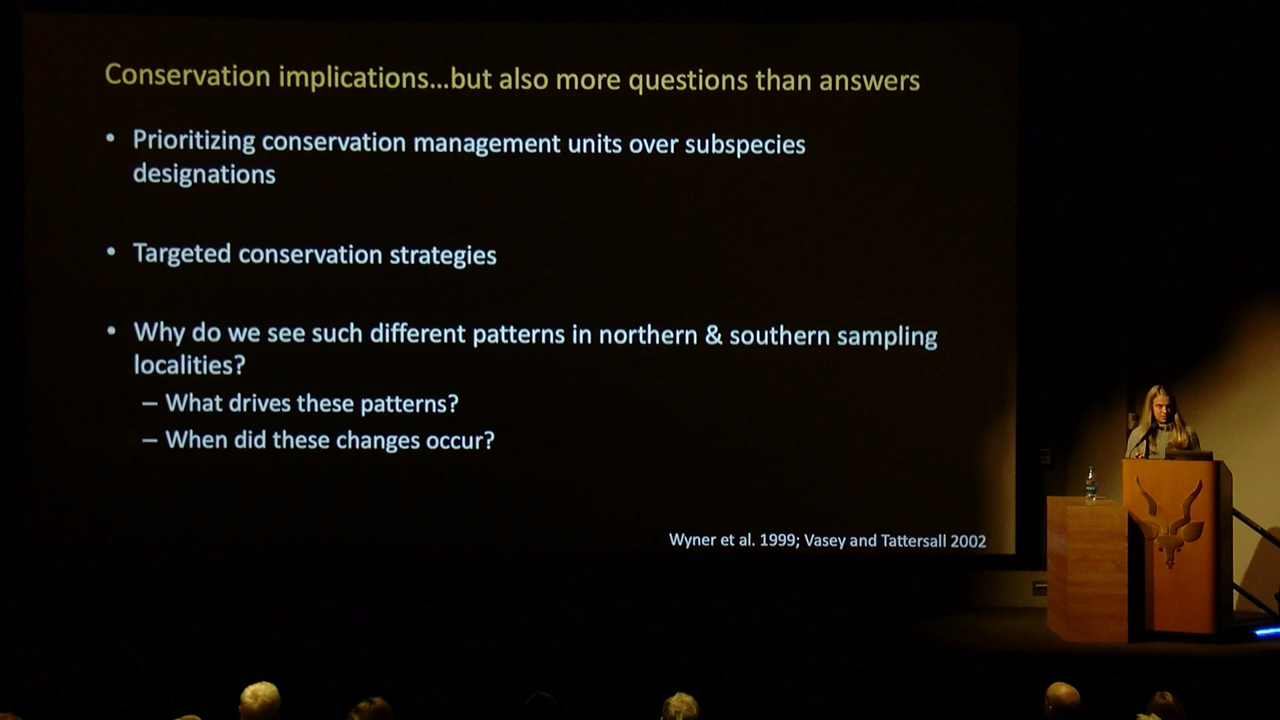 Conservation implications...but also more questions than answers
• Prioritizing conservation management units over subspecies
designations
• Targeted conservation strategies
• Why do we see such different patterns in northern & southern sampling
localities?
– What drives these patterns?
– When did these changes occur?
Wyner et al. 1999; Vasey and Tattersall 2002